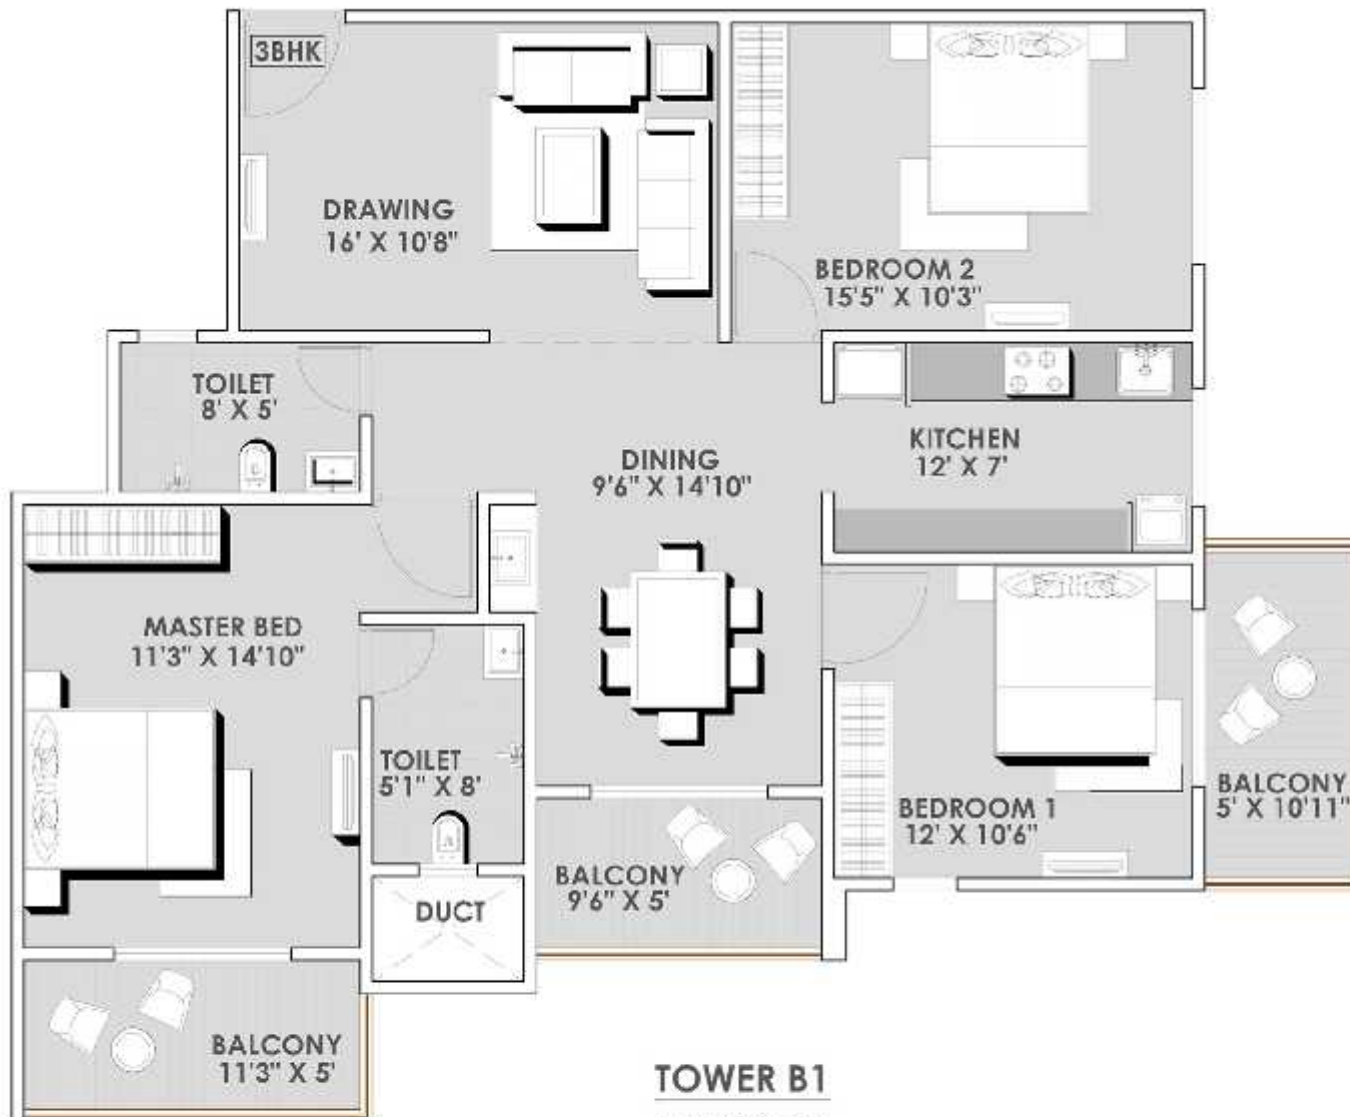 3BHK
DRAWING
16' X 10'8"
BEDROOM 2
15'5" X 10'3"
TOILET
8' X 5'
DINING
9'6" X 14'10"
KITCHEN
12' X 7'
MASTER BED
11'3" X 14'10"
TOILET
5'1" X 8'
BEDROOM 1
12' X 10'6"
BALCONY
5' X 10'11"
BALCONY
9'6" X 5'
DUCT
BALCONY
11'3" X 5'
TOWER B1